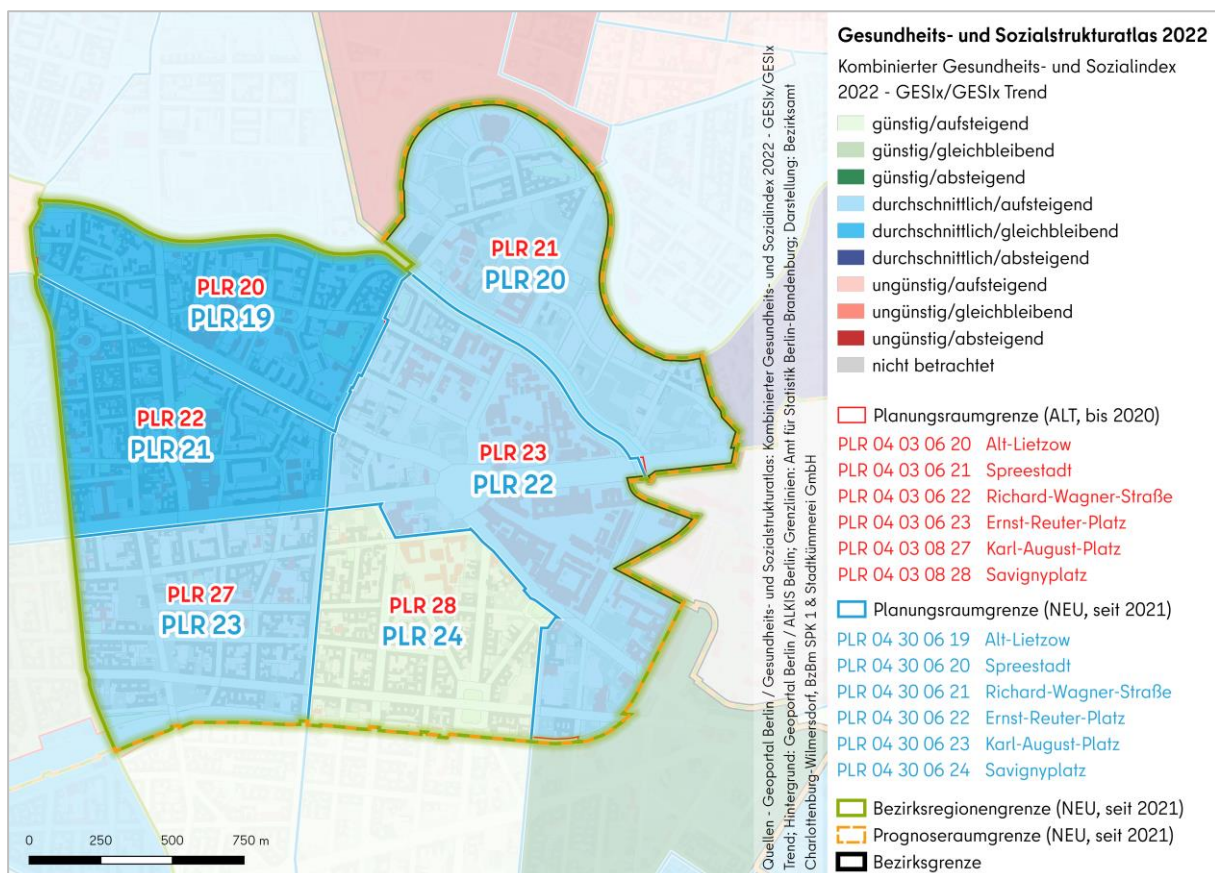 PLR 21
PLR 20
PLR 20
PLR 19
PLR 22
PLR 21
PLR 23
PLR 22
PLR 27
PLR 23
PLR 28
PLR 24
0 250 500 750 m
Quellen - Geoportal Berlin / Gesundheits- und Sozialstrukturatlas: Kombinierter Gesundheits- und Sozialindex 2022 - GESIx/GESIx
Trend; Hintergrund: Geoportal Berlin / ALKIS Berlin; Grenzlinien: Amt für Statistik Berlin-Brandenburg; Darstellung: Bezirksamt
Charlottenburg-Wilmersdorf, BzBm SPK 1 & Stadtkümmerei GmbH
Gesundheits- und Sozialstrukturatlas 2022
Kombinierter Gesundheits- und Sozialindex
2022 - GESIx/GESIx Trend
günstig/aufsteigend
günstig/gleichbleibend
günstig/absteigend
durchschnittlich/aufsteigend
durchschnittlich/gleichbleibend
durchschnittlich/absteigend
ungünstig/aufsteigend
ungünstig/gleichbleibend
ungünstig/absteigend
nicht betrachtet
Planungsraumgrenze (ALT, bis 2020)
PLR 04 03 06 20 Alt-Lietzow
PLR 04 03 06 21 Spreestadt
PLR 04 03 06 22 Richard-Wagner-Straße
PLR 04 03 06 23 Ernst-Reuter-Platz
PLR 04 03 08 27 Karl-August-Platz
PLR 04 03 08 28 Savignyplatz
Planungsraumgrenze (NEU, seit 2021)
PLR 04 30 06 19 Alt-Lietzow
PLR 04 30 06 20 Spreestadt
PLR 04 30 06 21 Richard-Wagner-Straße
PLR 04 30 06 22 Ernst-Reuter-Platz
PLR 04 30 06 23 Karl-August-Platz
PLR 04 30 06 24 Savignyplatz
Bezirksregionengrenze (NEU, seit 2021)
Prognoseraumgrenze (NEU, seit 2021)
Bezirksgrenze